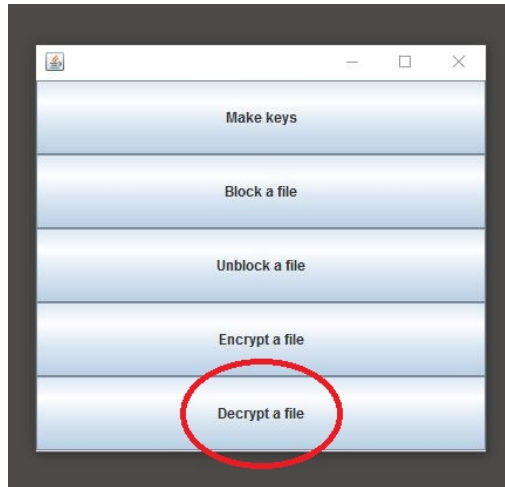 Make keys
Block a file
Unblock a file
Encrypt a file
Decrypt a file